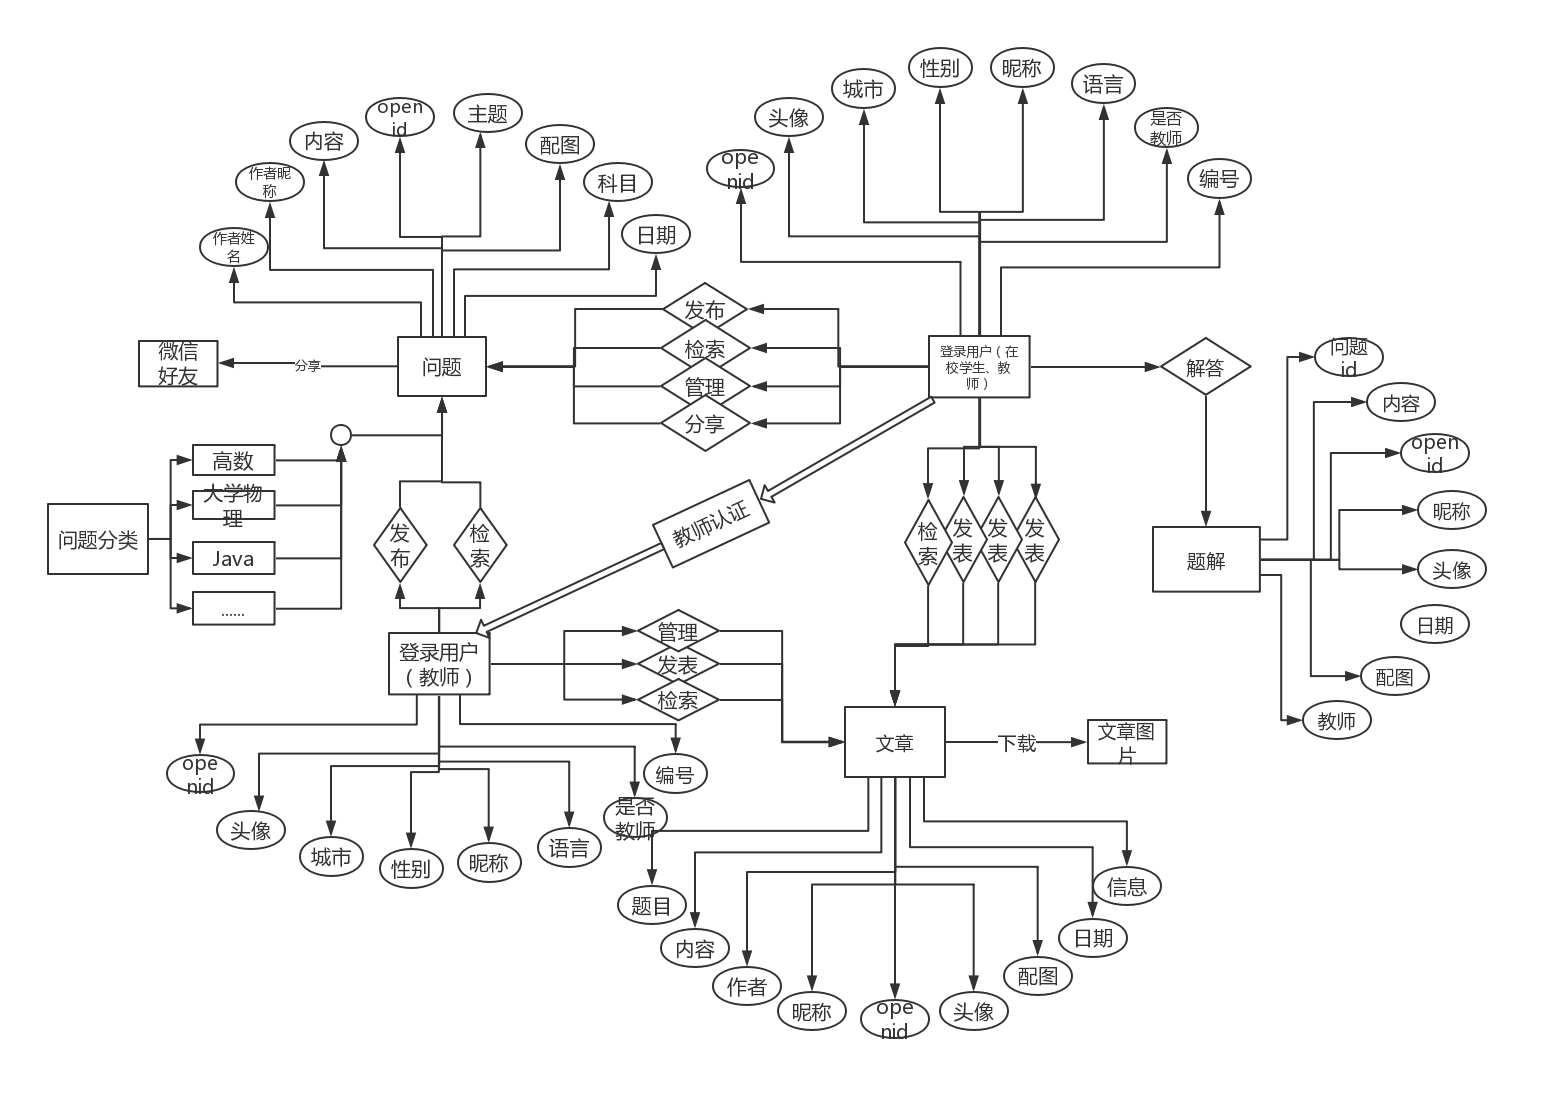 性别
昵称
城市
语言
头像
是否
教师
ope
nid
编号
open
id
主题
内容
配图
作者昵
称
科目
作者姓
名
日期
发布
检索
管理
分享
微信
好友
分享
问题
登录用户（在
校学生、教
师）
解答
问题
id
内容
open
id
昵称
头像
日期
配图
教师
题解
高数
大学物
理
Java
……
问题分类
发
布
检
索
教师认证
检
索
发
表
发
表
发
表
登录用户
（教师）
管理
发表
检索
文章
下载
文章图
片
ope
nid
头像
城市
性别
昵称
语言
是否
教师
编号
题目
内容
作者
昵称
ope
nid
头像
配图
日期
信息